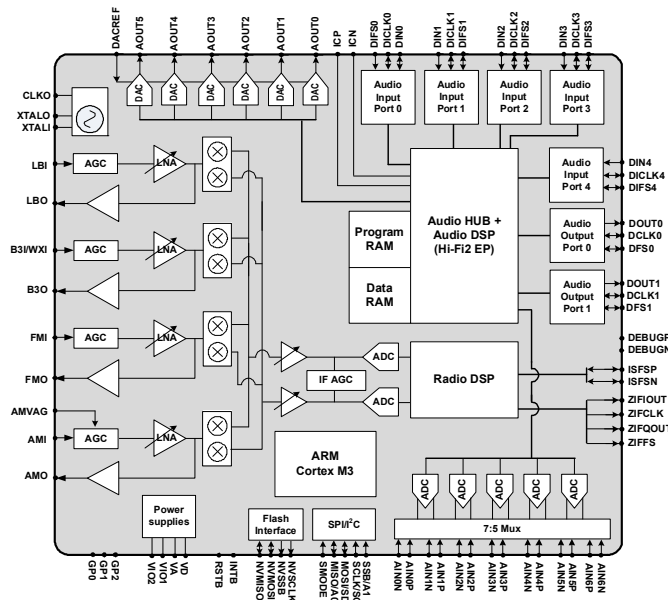 DACREF
AOUT5
AOUT4
AOUT3
AOUT2
AOUT1
AOUT0
ICP
ICN
DIFS0
DICLK0
DIN0
DIN1
DICLK1
DIFS1
DIN2
DICLK2
DIFS2
DIN3
DICLK3
DIFS3
CLKO
XTALO
XTALI
DAC
DAC
DAC
DAC
DAC
DAC
Audio
Input
Port 0
Audio
Input
Port 1
Audio
Input
Port 2
Audio
Input
Port 3
LBI
AGC
LNA
LBO
B3I/WXI
AGC
LNA
B3O
FMI
AGC
LNA
FMO
AMVAG
AMI
AGC
LNA
AMO
Program
RAM
Data
RAM
Audio HUB +
Audio DSP
(Hi-Fi2 EP)
Audio
Input
Port 4
DIN4
DICLK4
DIFS4
Audio
Output
Port 0
DOUT0
DCLK0
DFS0
Audio
Output
Port 1
DOUT1
DCLK1
DFS1
DEBUGP
DEBUGN
ISFSP
ISFSN
ZIFIOUT
ZIFCLK
ZIFQOUT
ZIFFS
IF AGC
ADC
ADC
Radio DSP
ARM
Cortex M3
ADC
ADC
ADC
ADC
ADC
7:5 Mux
Power
supplies
Flash
Interface
SPI/I²C
GP0
GP1
GP2
VIO2
VIO1
VA
VD
RSTB
INTB
NVMISO
NVMOSI
NVSSB
NVSCLK
SMODE
SSB/A1
AIN0N
AIN0P
AIN1N
AIN1P
AIN2N
AIN2P
AIN3N
AIN3P
AIN4N
AIN4P
AIN5N
AIN5P
AIN6P
AIN6N